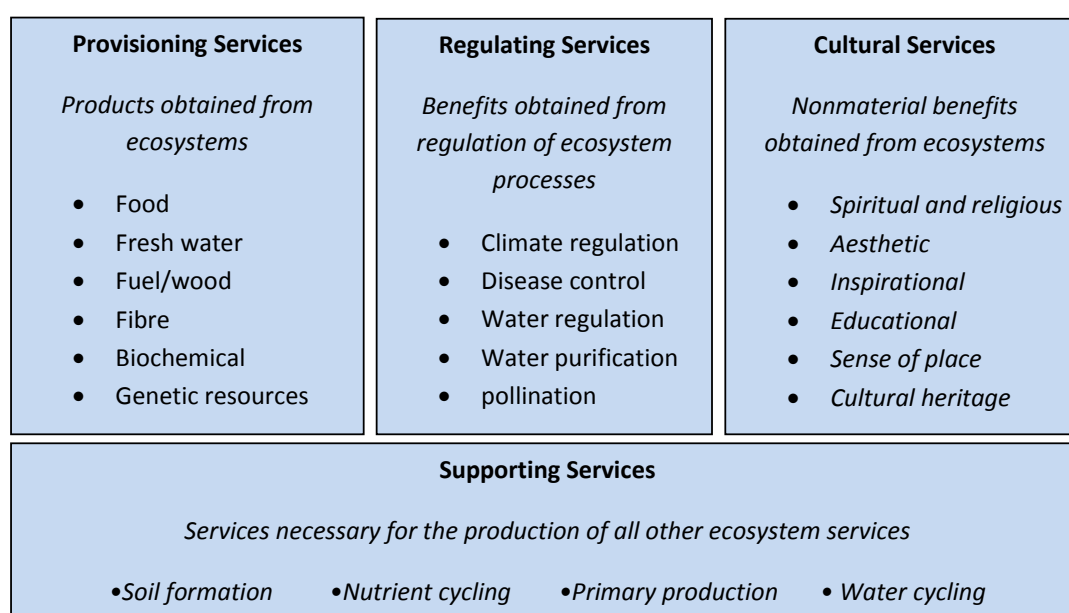 Provisioning Services
Products obtained from
ecosystems
• Food
• Fresh water
• Fuel/wood
• Fibre
• Biochemical
• Genetic resources
Regulating Services
Benefits obtained from
regulation of ecosystem
processes
• Climate regulation
• Disease control
• Water regulation
• Water purification
• pollination
Cultural Services
Nonmaterial benefits
obtained from ecosystems
• Spiritual and religious
• Aesthetic
• Inspirational
• Educational
• Sense of place
• Cultural heritage
Supporting Services
Services necessary for the production of all other ecosystem services
•Soil formation •Nutrient cycling •Primary production • Water cycling